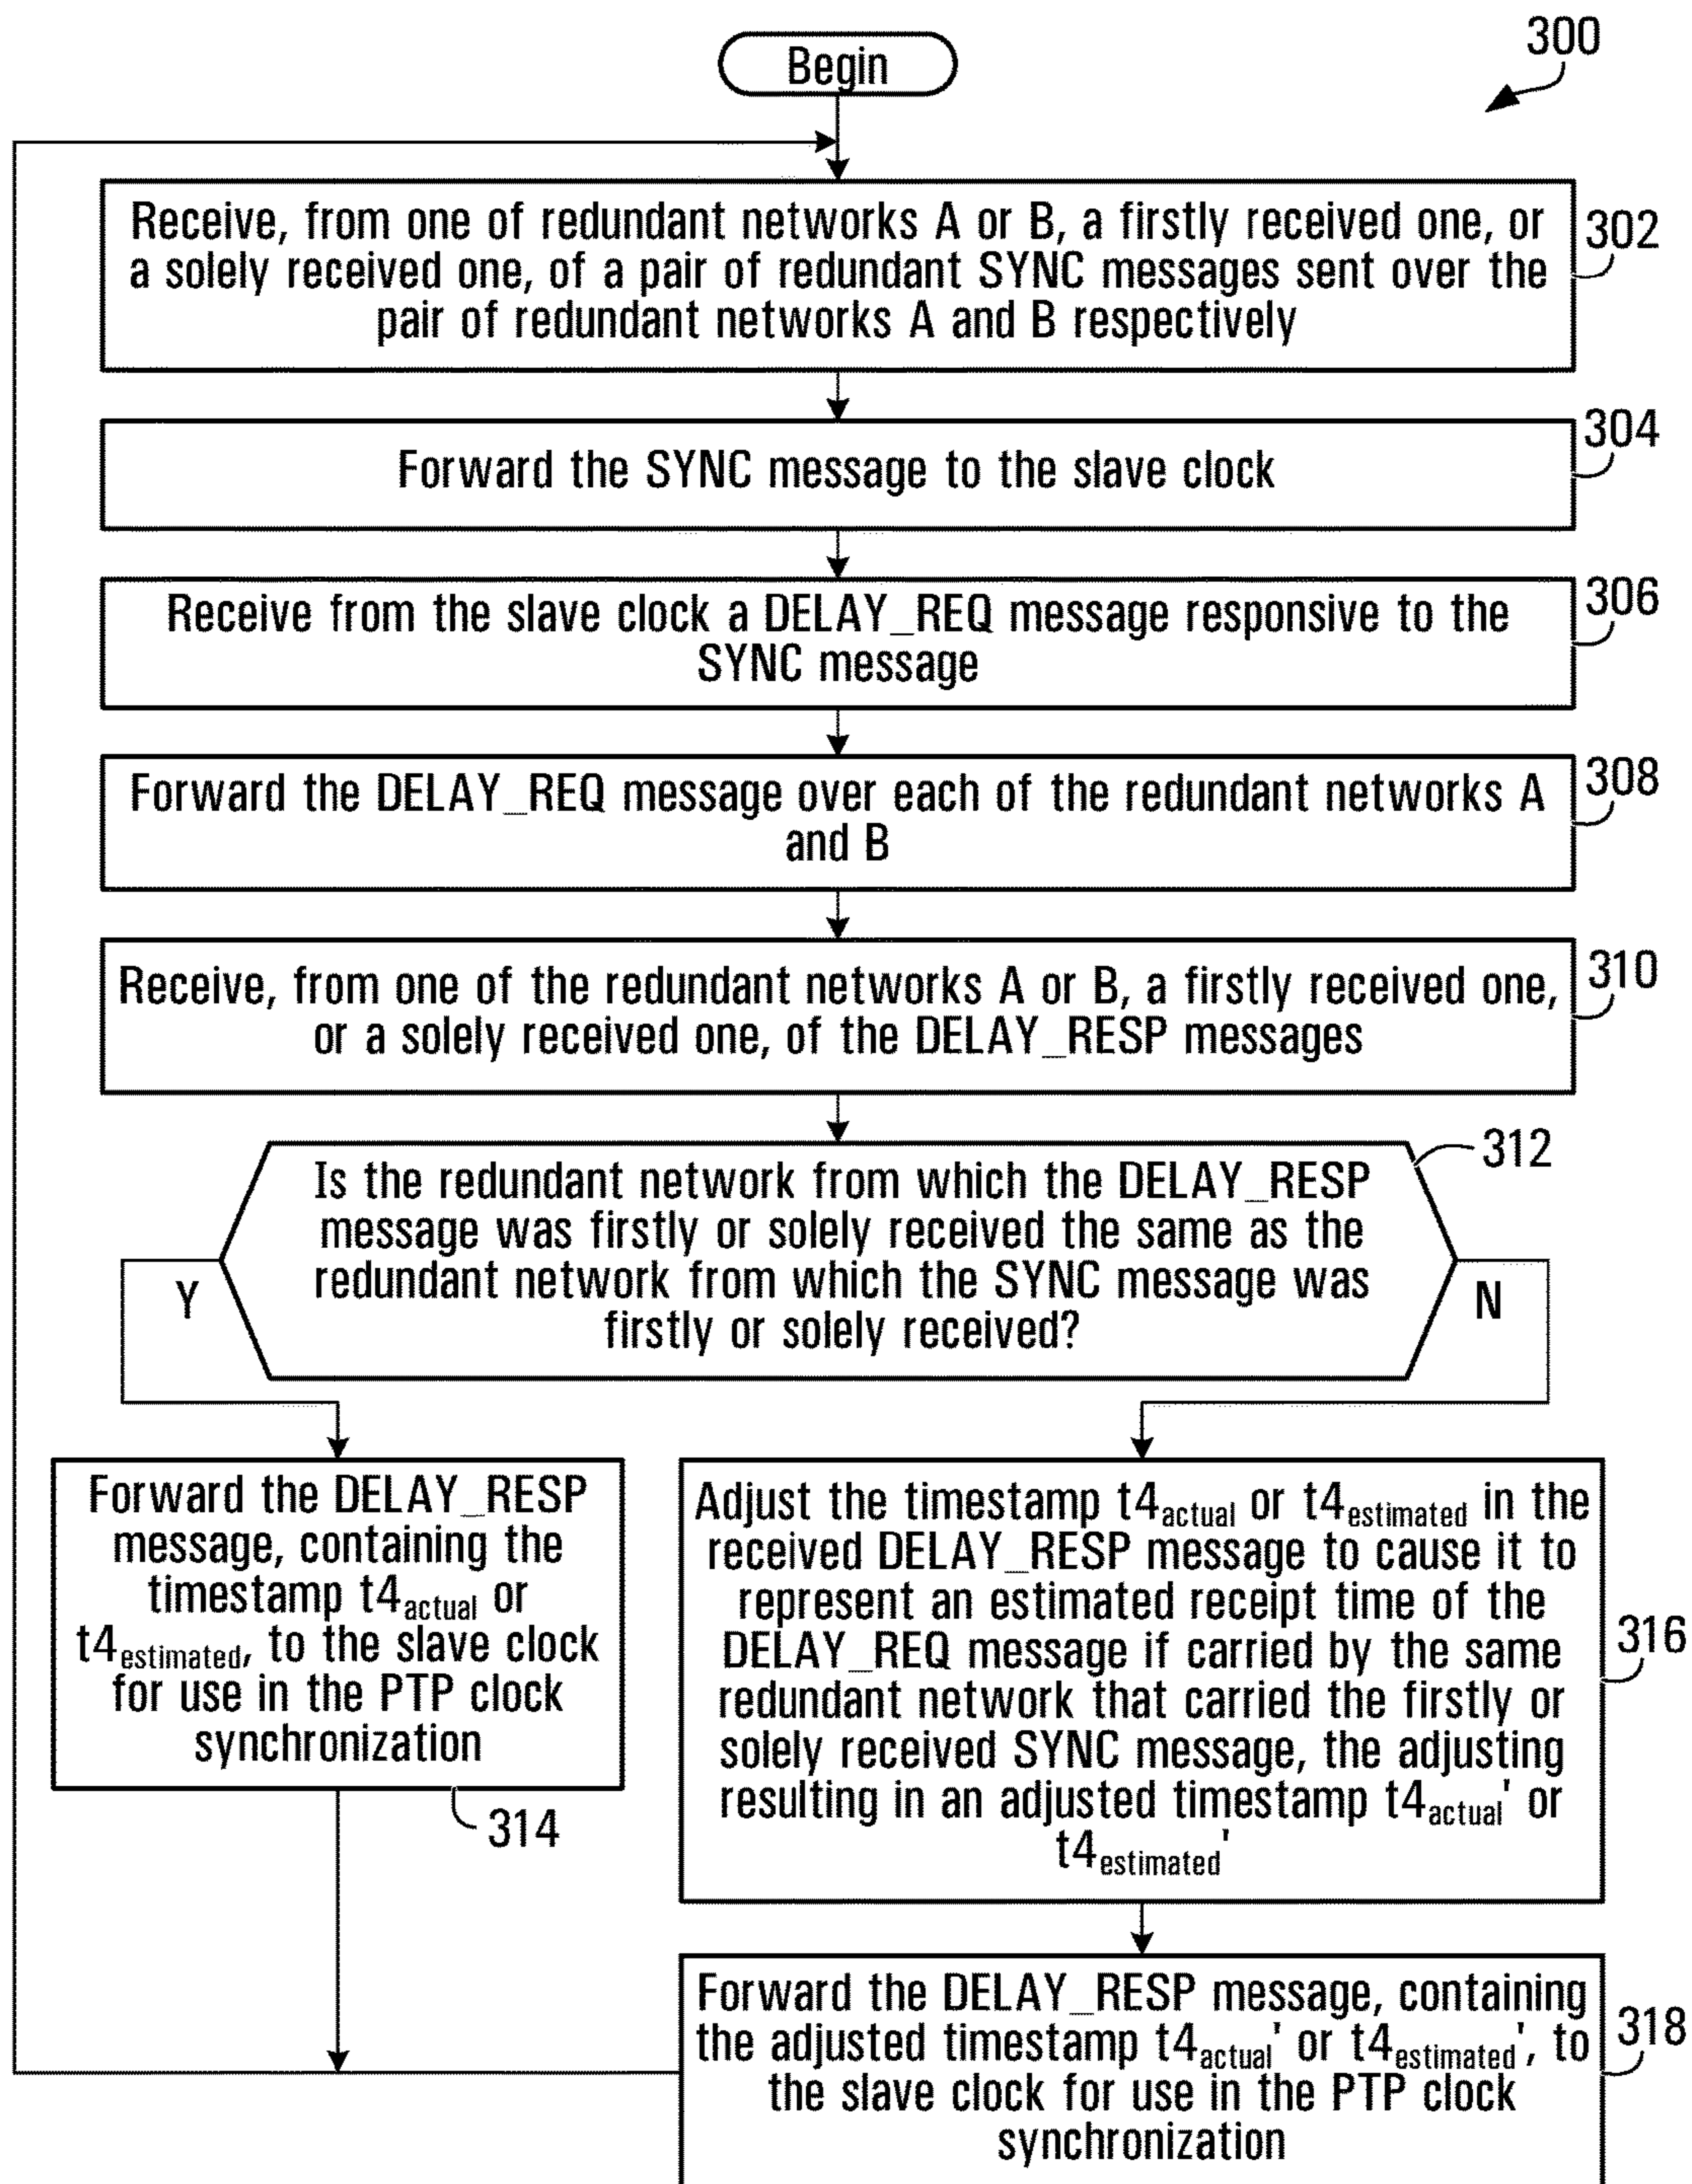 300
Begin
Receive, from one of redundant networks A or B, a firstly received one, or
a solely received one, of a pair of redundant SYNC messages sent over the
pair of redundant networks A and B respectively
302
Forward the SYNC message to the slave clock
304
Receive from the slave clock a DELAY_REQ message responsive to the
SYNC message
306
Forward the DELAY_REQ message over each of the redundant networks A
and B
308
Receive, from one of the redundant networks A or B, a firstly received one,
or a solely received one, of the DELAY_RESP messages
310
312
Is the redundant network from which the DELAY_RESP
message was firstly or solely received the same as the
redundant network from which the SYNC message was
firstly or solely received?
Y
N
Forward the DELAY_RESP
message, containing the
timestamp t4actual or
t4estimated, to the slave clock
for use in the PTP clock
synchronization
314
Adjust the timestamp t4actual or t4estimated in the
received DELAY_RESP message to cause it to
represent an estimated receipt time of the
DELAY_REQ message if carried by the same
redundant network that carried the firstly or
solely received SYNC message, the adjusting
resulting in an adjusted timestamp t4actual' or
t4estimated'
316
Forward the DELAY_RESP message, containing
the adjusted timestamp t4actual' or t4estimated', to
the slave clock for use in the PTP clock
synchronization
318